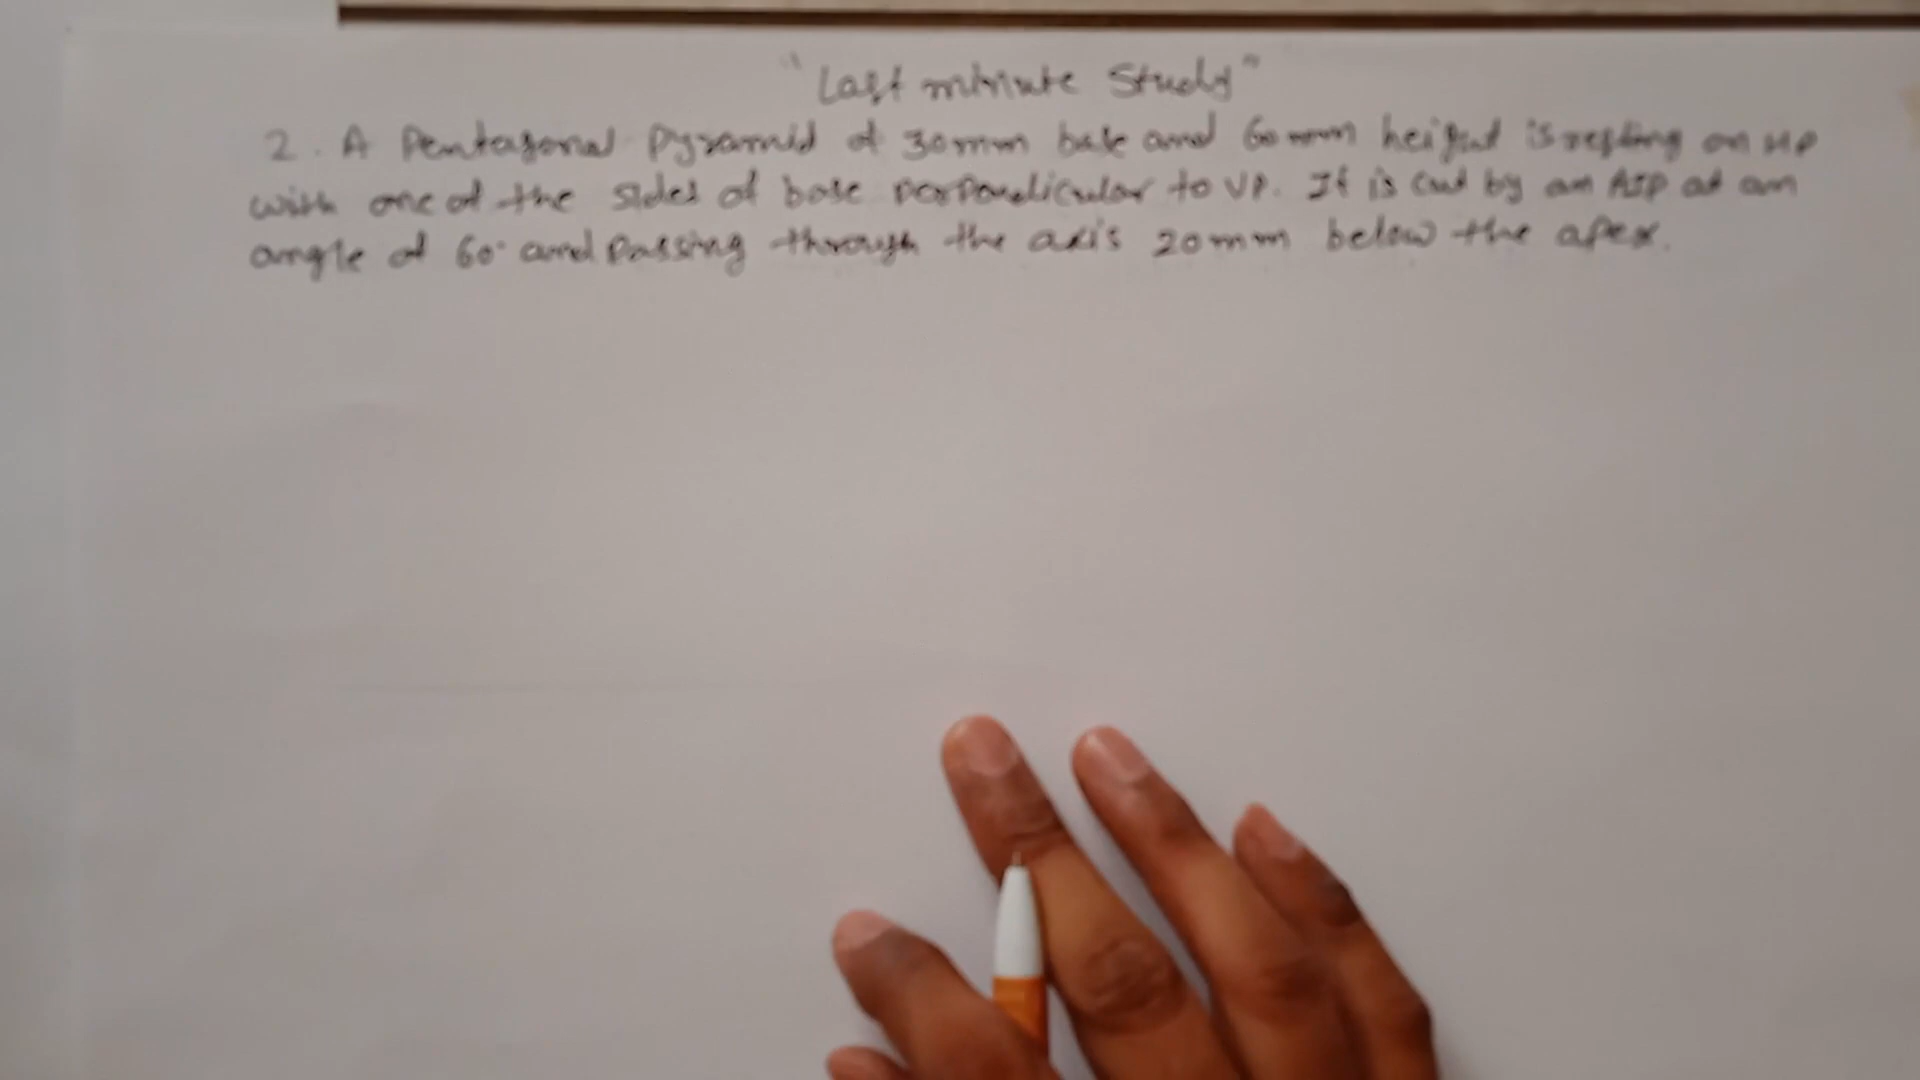 "Last minute Study"
2. A Pentagonal Pyramid of 30mm base and 60mm height is resting on HP
with one of the sides of base perpendicular to VP. It is cut by an AIP at an
angle of 60° and passing through the axis 20mm below the apex.